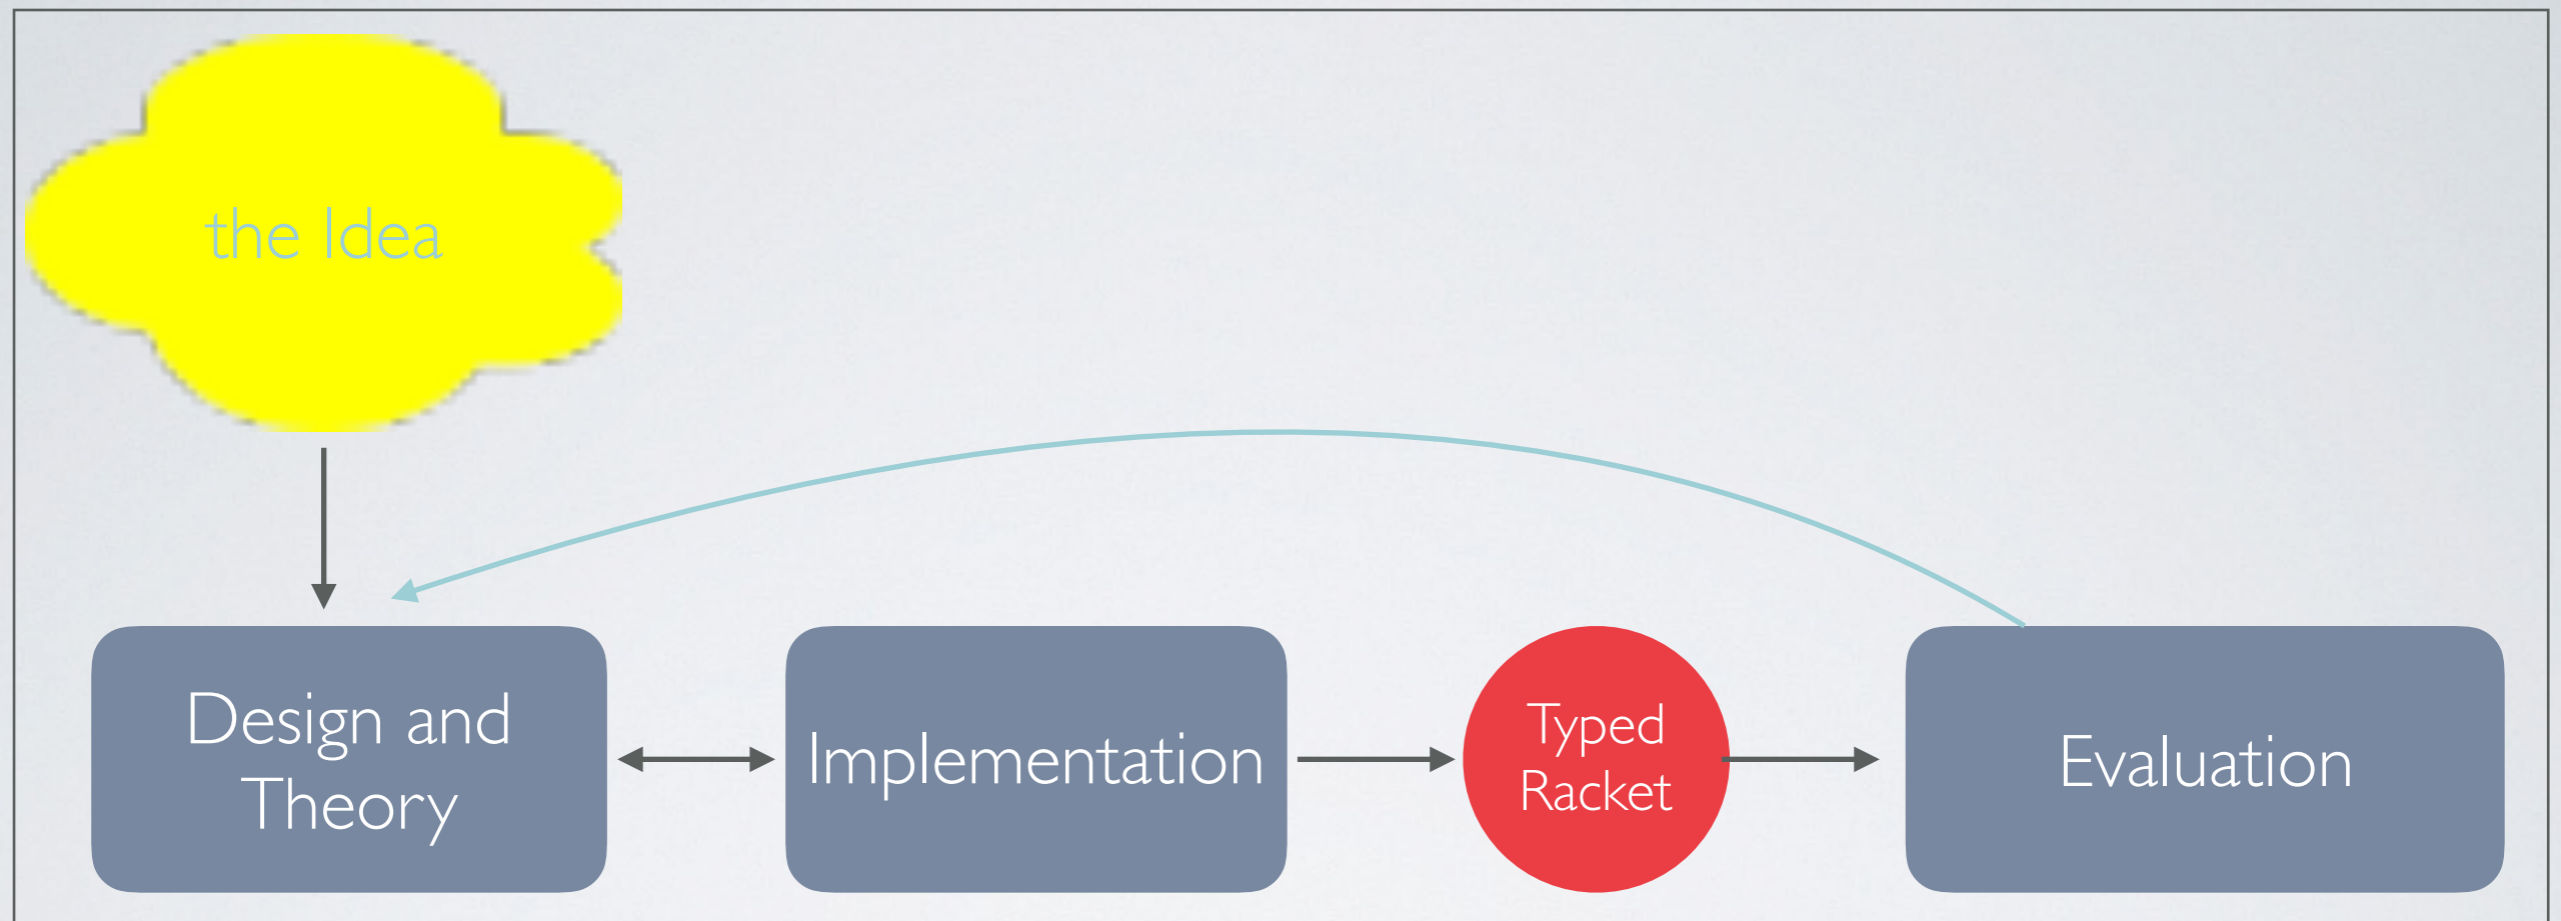 the Idea
Design and
Theory
Implementation
Typed
Racket
Evaluation